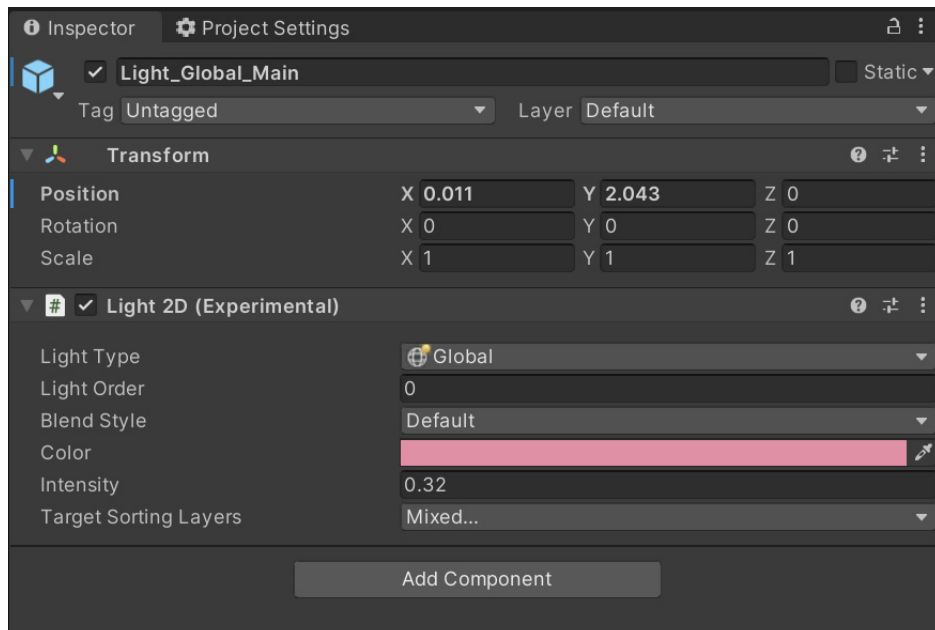 Inspector Project Settings
Light_Global_Main Static
Tag Untagged Layer Default
Transform
Position X 0.011 Y 2.043 Z 0
Rotation X 0 Y 0 Z 0
Scale X 1 Y 1 Z 1
# Light 2D (Experimental)
Light Type Global
Light Order 0
Blend Style Default
Color
Intensity 0.32
Target Sorting Layers Mixed...
Add Component